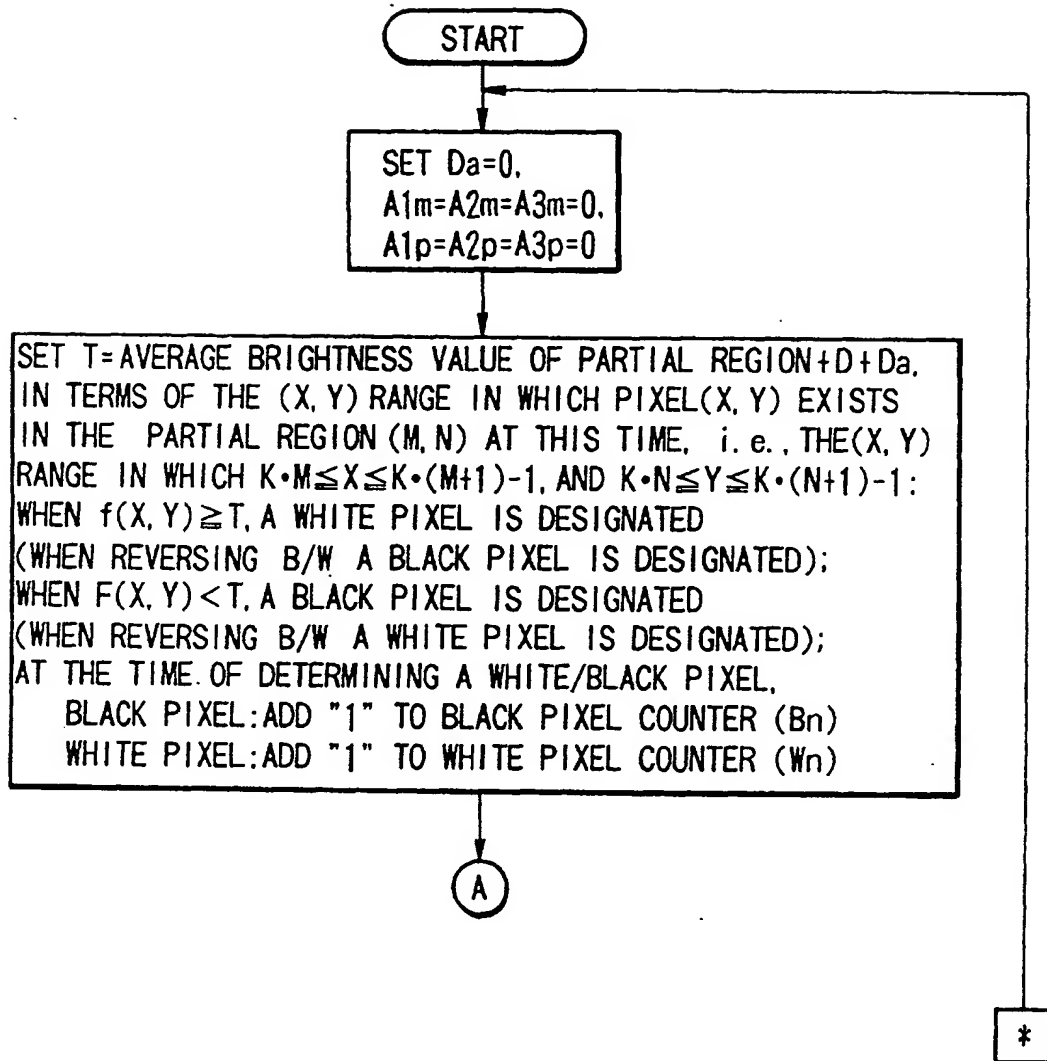 START
SET Da=0,
A1m=A2m=A3m=0,
A1p=A2p=A3p=0
SET T=AVERAGE BRIGHTNESS VALUE OF PARTIAL REGION+D+Da,
IN TERMS OF THE (X, Y) RANGE IN WHICH PIXEL(X, Y) EXISTS
IN THE PARTIAL REGION (M, N) AT THIS TIME, i. e., THE(X, Y)
RANGE IN WHICH K•M≦X≦K•(M+1)-1, AND K•N≦Y≦K•(N+1)-1:
WHEN f(X, Y)≧T, A WHITE PIXEL IS DESIGNATED
(WHEN REVERSING B/W A BLACK PIXEL IS DESIGNATED);
WHEN F(X, Y)<T, A BLACK PIXEL IS DESIGNATED
(WHEN REVERSING B/W A WHITE PIXEL IS DESIGNATED);
AT THE TIME OF DETERMINING A WHITE/BLACK PIXEL,
BLACK PIXEL:ADD "1" TO BLACK PIXEL COUNTER (Bn)
WHITE PIXEL:ADD "1" TO WHITE PIXEL COUNTER (Wn)
A
*